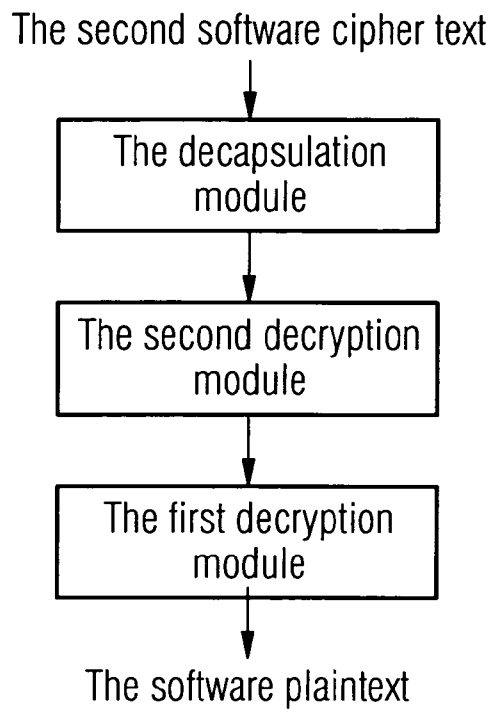 The second software cipher text
The decapsulation
module
The second decryption
module
The first decryption
module
The software plaintext